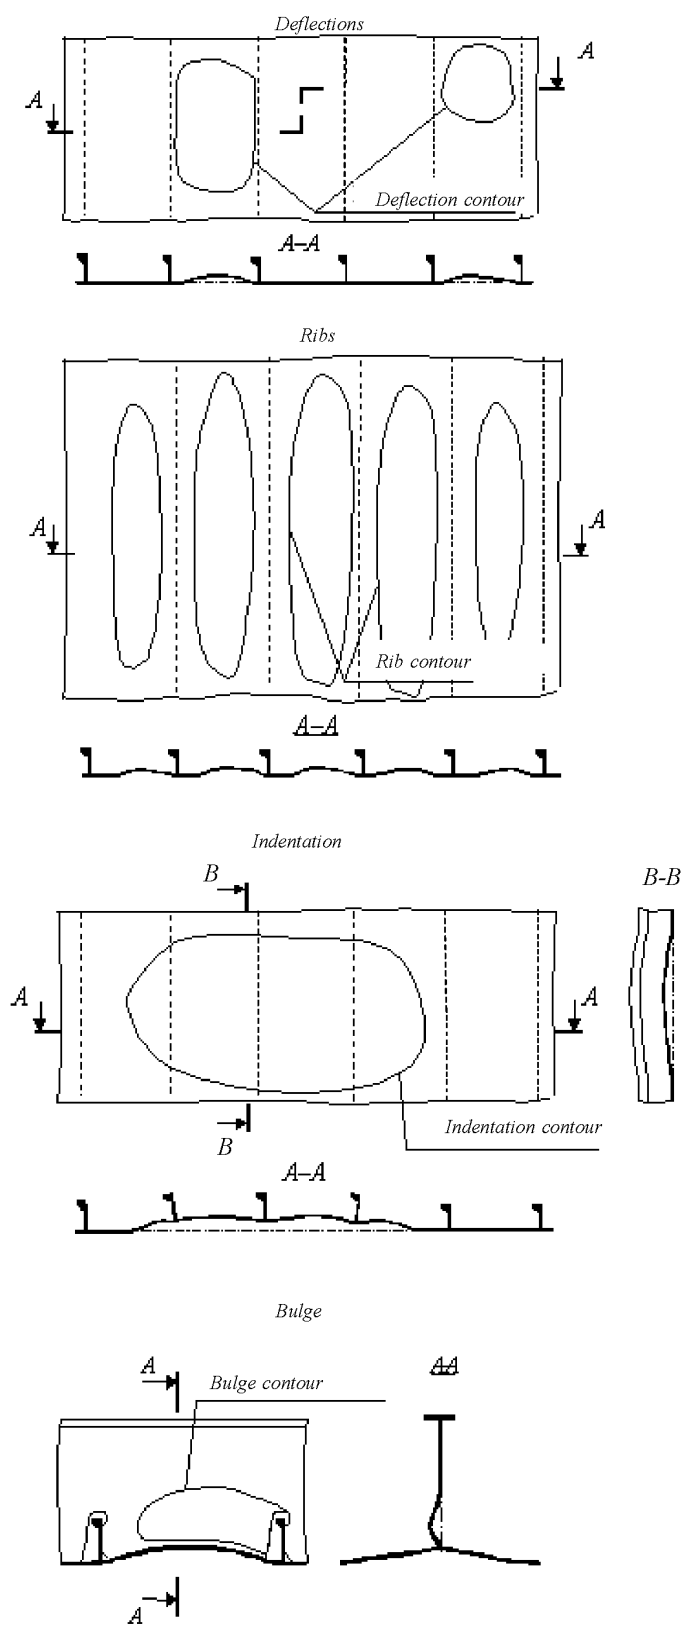 Deflections
A
A
Deflection contour
A–A
Ribs
A
A
Rib contour
A–A
Indentation
B
B-B
A
A
Indentation contour
B
A–A
Bulge
A
AA
Bulge contour
A